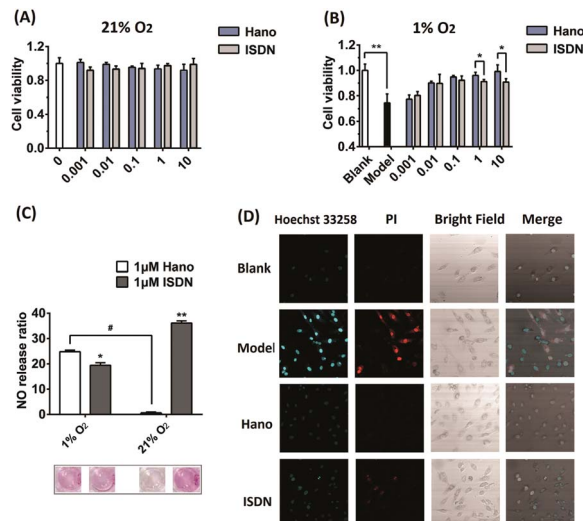 (A)
21% O2
Hano
ISDN
Cell viability
1.2
1.0
0.8
0.6
0.4
0.2
0.0
0
0.001
0.01
0.1
1
10
(B)
1% O2
Hano
ISDN
Cell viability
1.2
1.0
0.8
0.6
0.4
**
*
*
Blank
Model
0.001
0.01
0.1
1
10
(C)
1μM Hano
1μM ISDN
NO release ratio
40
30
20
10
0
#
*
**
1% O2
21% O2
(D)
Hoechst 33258 PI Bright Field Merge
Blank
Model
Hano
ISDN